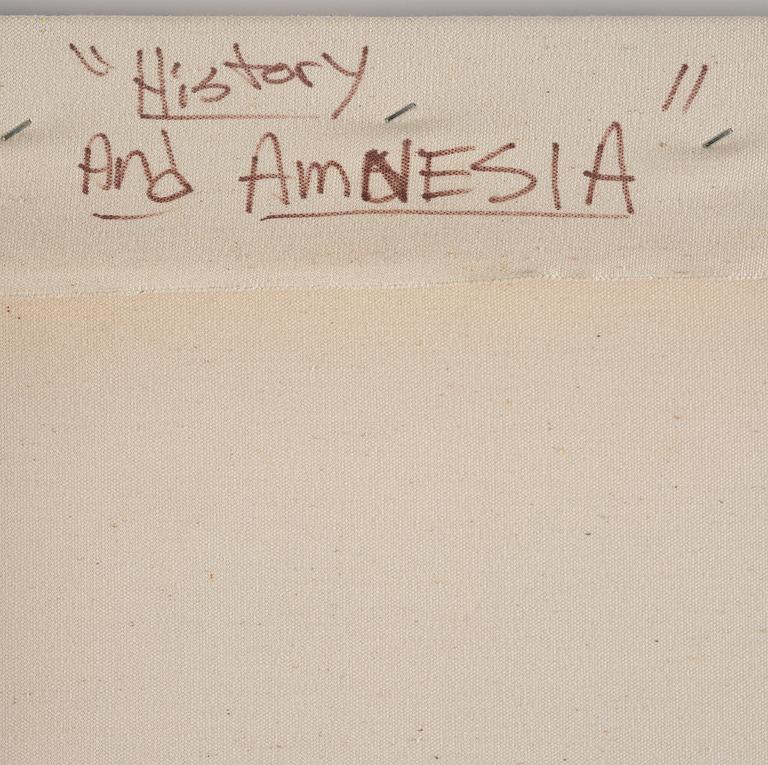 "History "
And AmNESIA